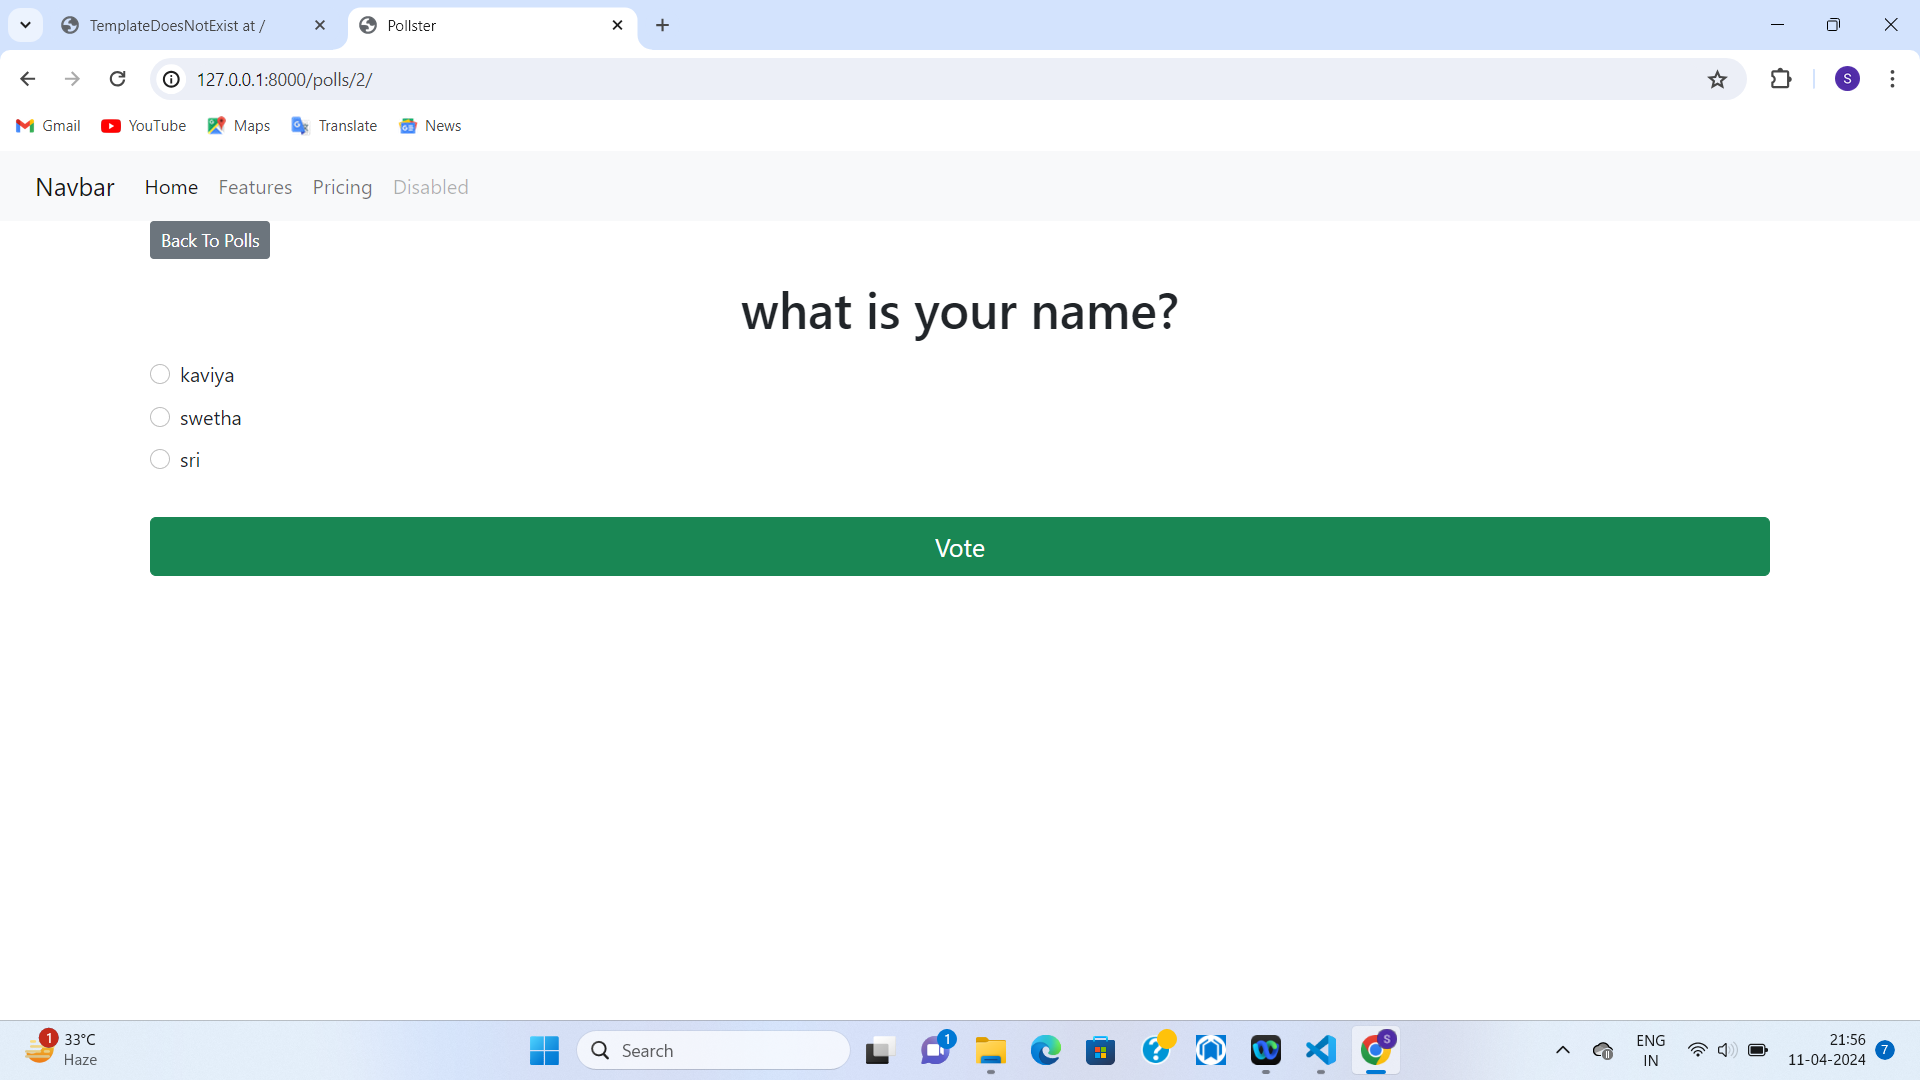 TemplateDoesNotExist at /
Pollster
127.0.0.1:8000/polls/2/
S
Gmail
YouTube
Maps
Translate
News
Navbar Home Features Pricing Disabled
Back To Polls
what is your name?
kaviya
swetha
sri
Vote
1
33°C
Haze
Search
1
S
ENG
IN
21:56
11-04-2024
7